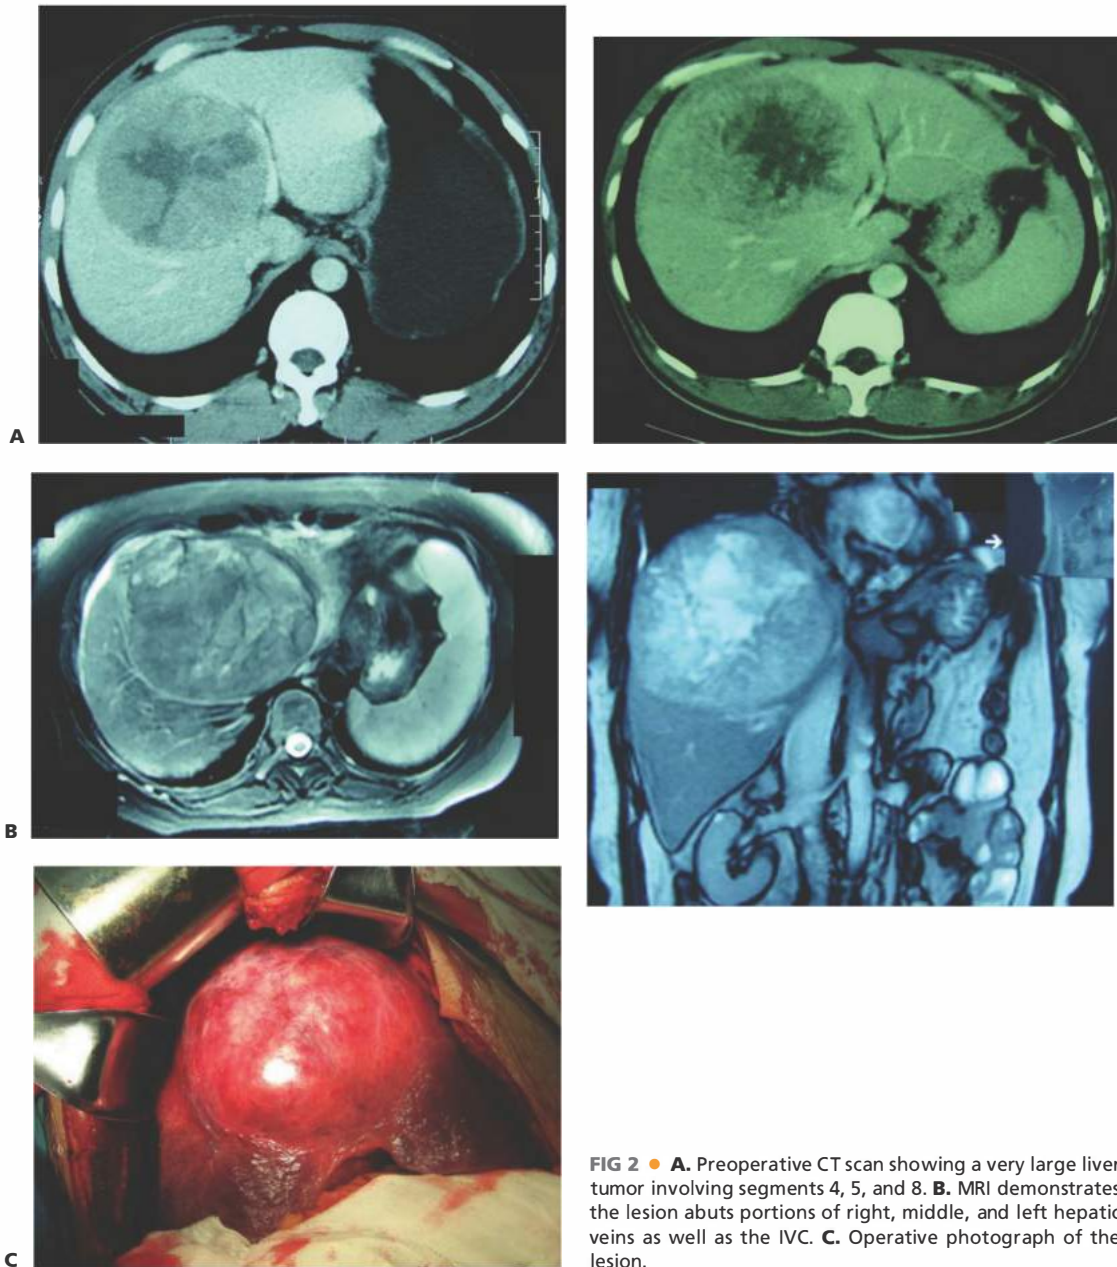 A
B
C
FIG 2 • A. Preoperative CT scan showing a very large liver
tumor involving segments 4, 5, and 8. B. MRI demonstrates
the lesion abuts portions of right, middle, and left hepatic
veins as well as the IVC. C. Operative photograph of the
lesion.